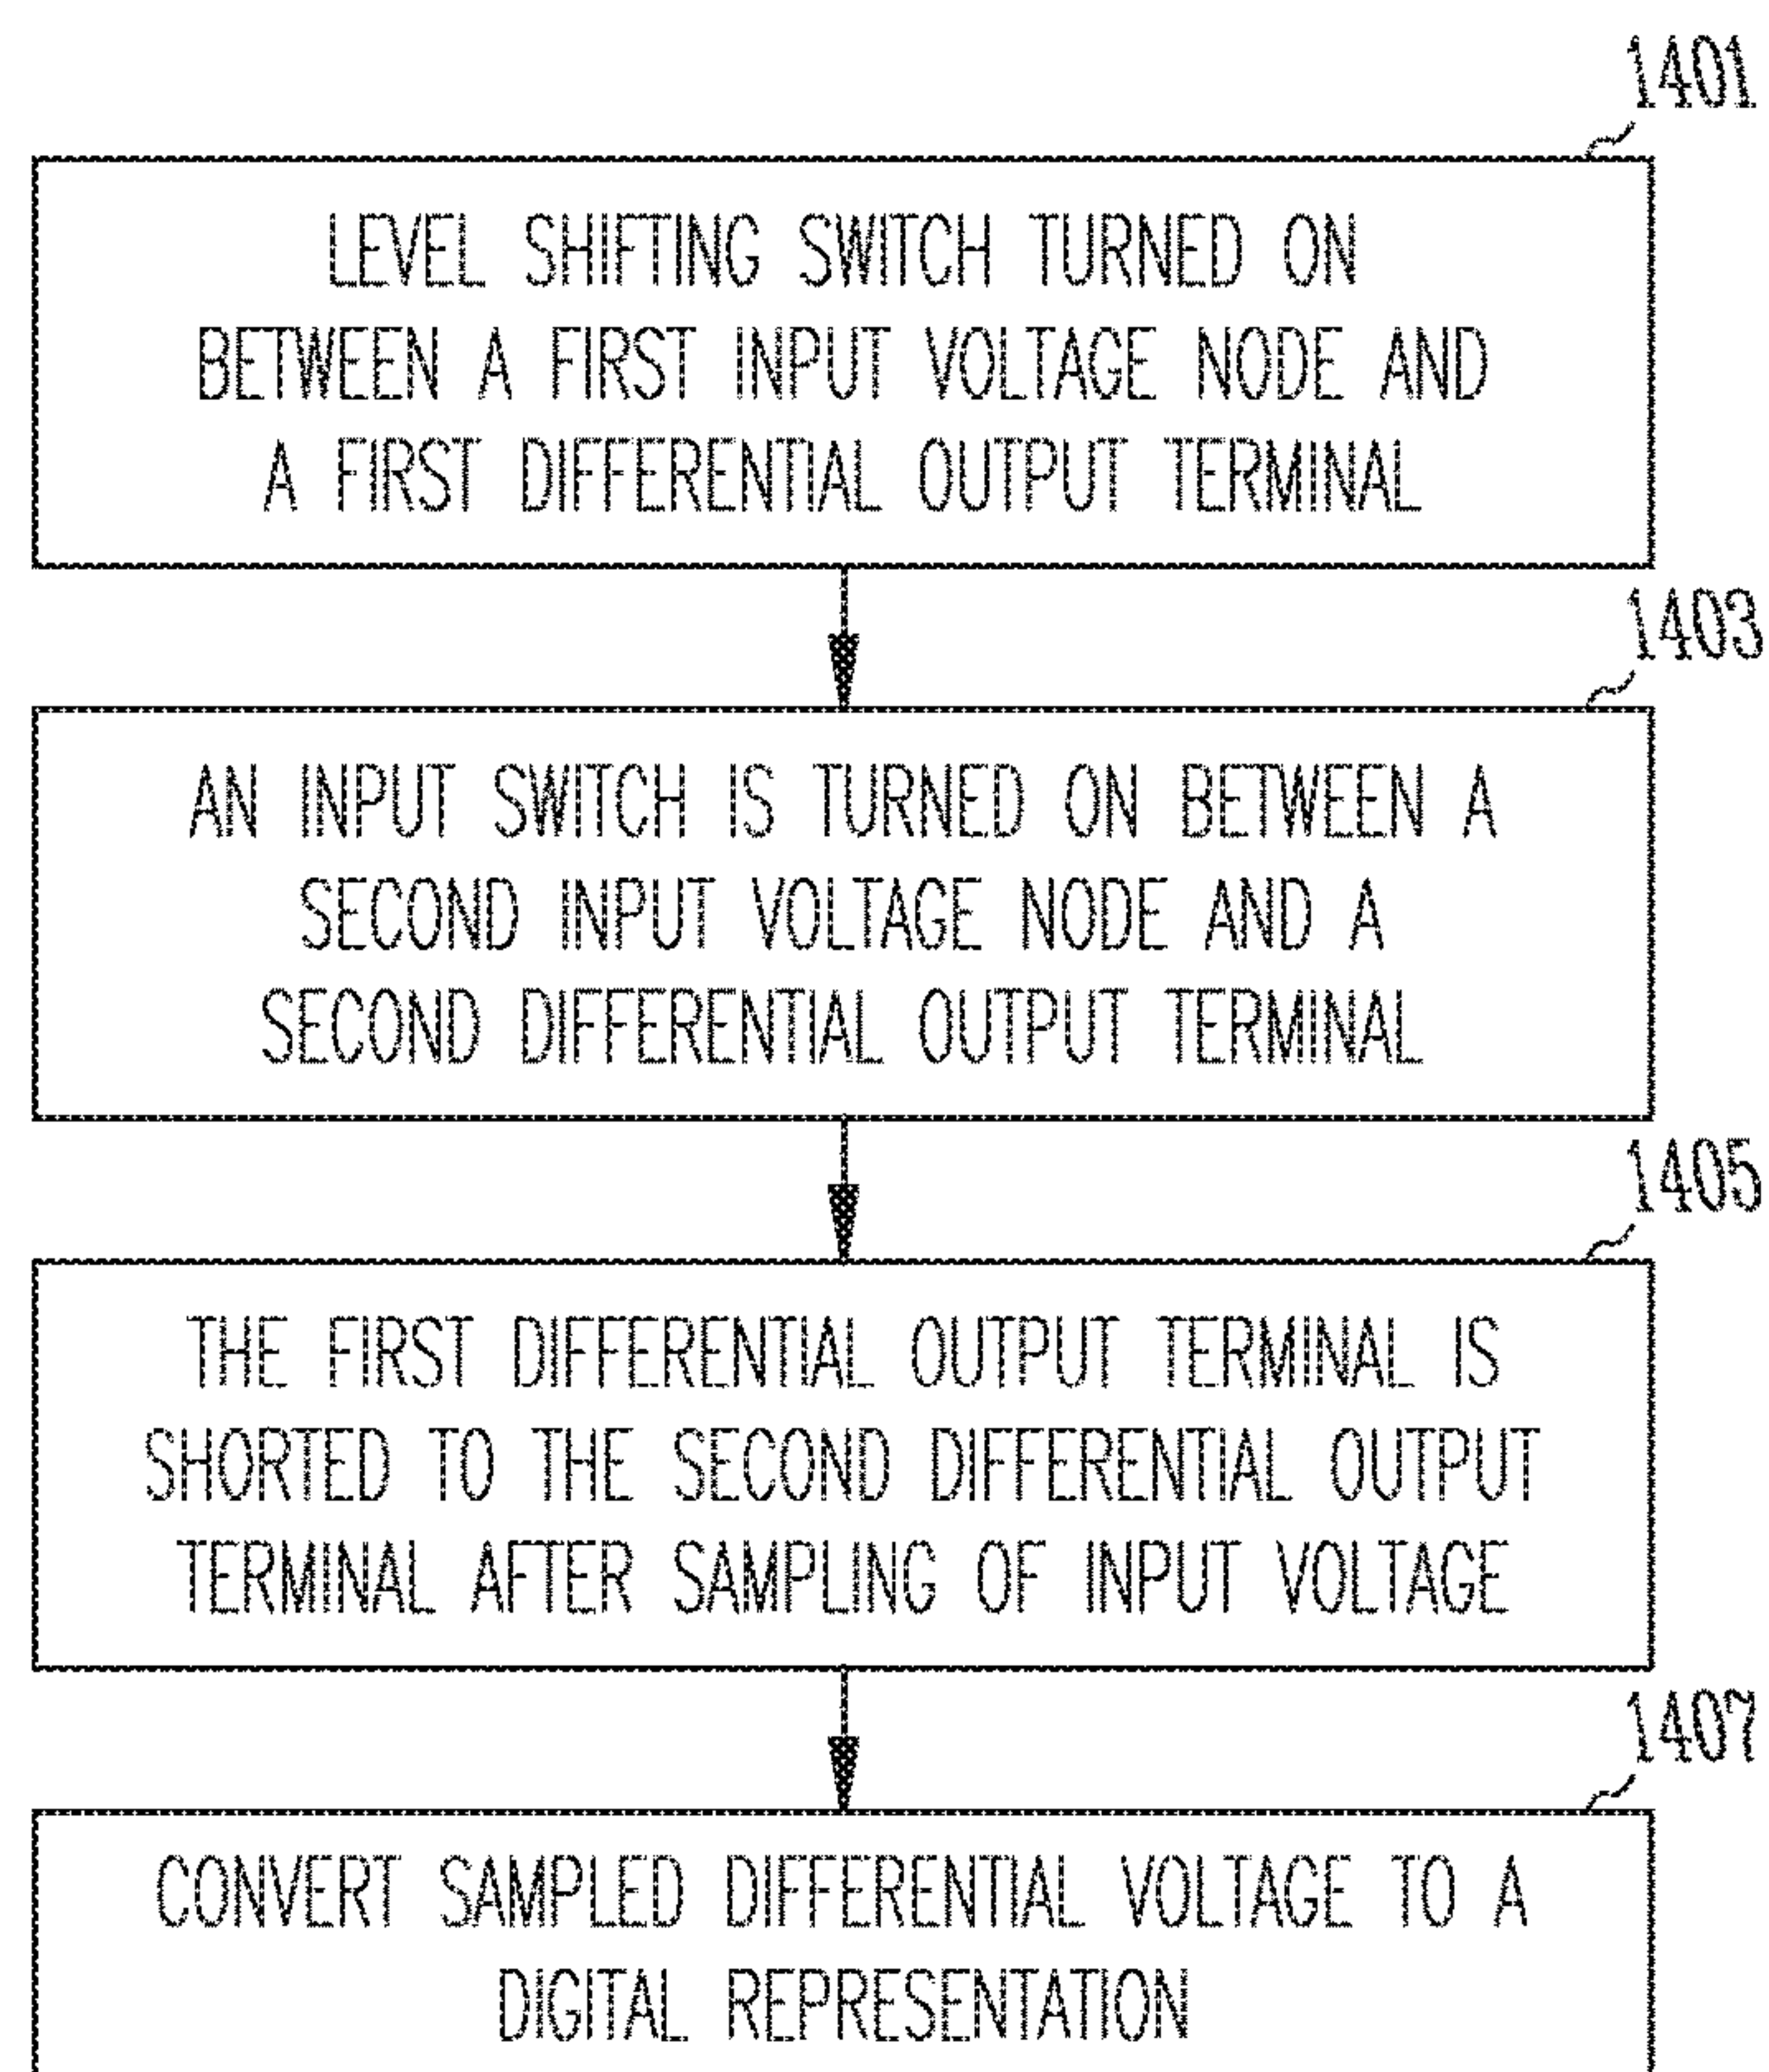 1401
LEVEL SHIFTING SWITCH TURNED ON
BETWEEN A FIRST INPUT VOLTAGE NODE AND
A FIRST DIFFERENTIAL OUTPUT TERMINAL
1403
AN INPUT SWITCH IS TURNED ON BETWEEN A
SECOND INPUT VOLTAGE NODE AND A
SECOND DIFFERENTIAL OUTPUT TERMINAL
1405
THE FIRST DIFFERENTIAL OUTPUT TERMINAL IS
SHORTED TO THE SECOND DIFFERENTIAL OUTPUT
TERMINAL AFTER SAMPLING OF INPUT VOLTAGE
1407
CONVERT SAMPLED DIFFERENTIAL VOLTAGE TO A
DIGITAL REPRESENTATION